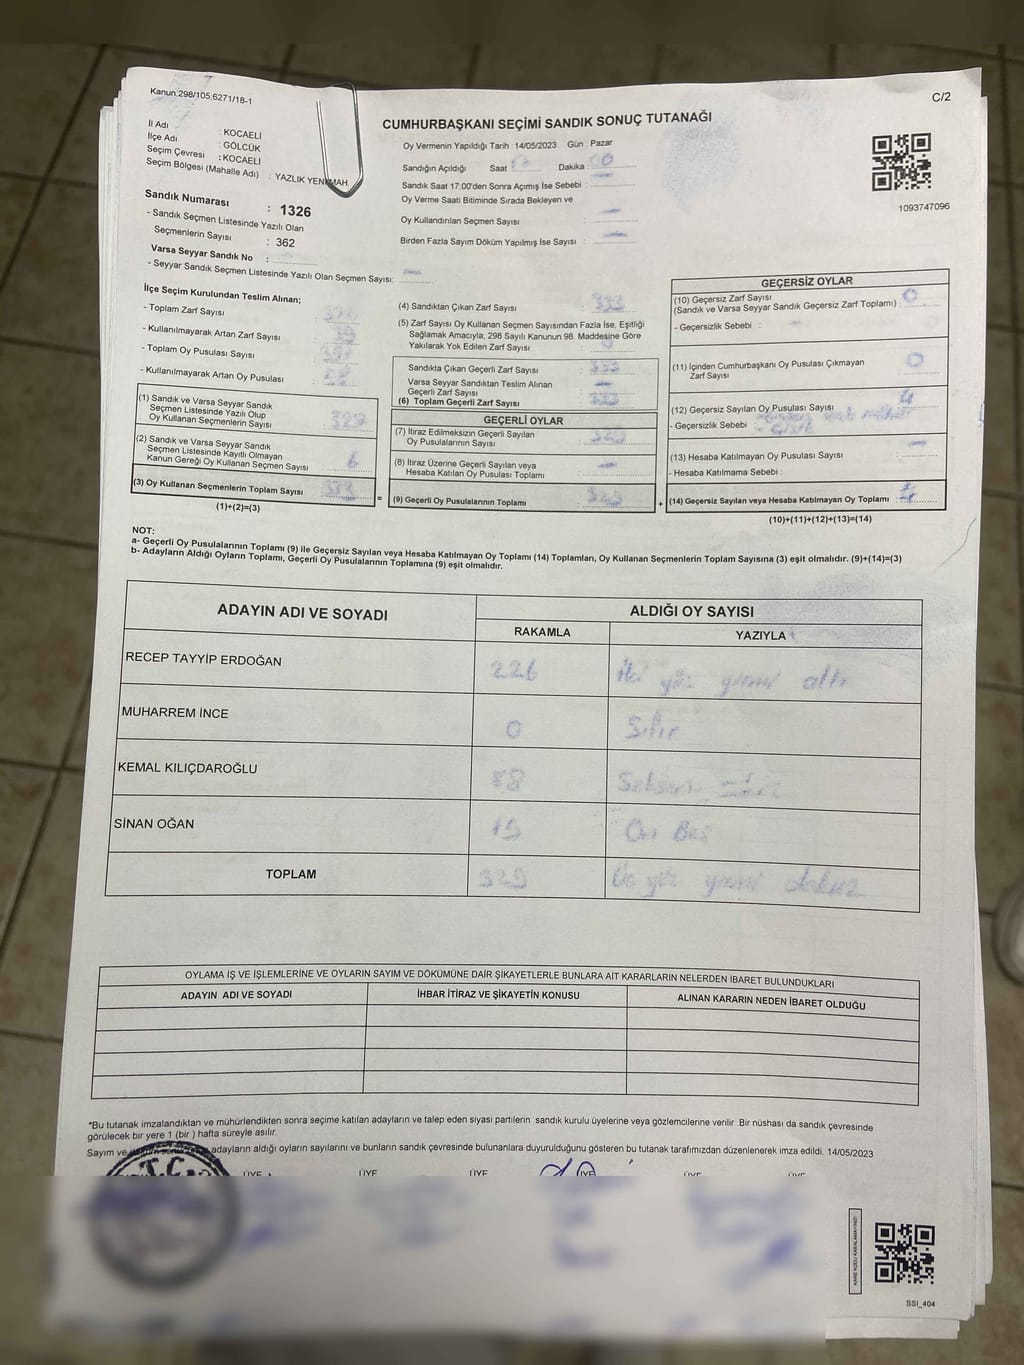 Kanun.298/105,6271/18-1
C/2
CUMHURBAŞKANI SEÇİMİ SANDIK SONUÇ TUTANAĞI
İl Adı : KOCAELİ
İlçe Adı : GÖLCÜK
Seçim Çevresi : KOCAELİ
Seçim Bölgesi (Mahalle Adı) : YAZLIK YENİ MAH.
Sandık Numarası : 1326
- Sandık Seçmen Listesinde Yazılı Olan
Seçmenlerin Sayısı : 362
Varsa Seyyar Sandık No :
- Seyyar Sandık Seçmen Listesinde Yazılı Olan Seçmen Sayısı:
Oy Vermenin Yapıldığı Tarih : 14/05/2023 Gün : Pazar
Sandığın Açıldığı Saat : Dakika : 00
Sandık Saat 17:00'den Sonra Açımış İse Sebebi :
Oy Verme Saati Bitiminde Sırada Bekleyen ve
Oy Kullandırılan Seçmen Sayısı
Birden Fazla Sayım Döküm Yapılmış İse Sayısı :
1093747096
İlçe Seçim Kurulundan Teslim Alınan;
- Toplam Zarf Sayısı :
- Kullanılmayarak Artan Zarf Sayısı :
- Toplam Oy Pusulası Sayısı :
- Kullanılmayarak Artan Oy Pusulası :
(1) Sandık ve Varsa Seyyar Sandık
Seçmen Listesinde Yazılı Olup
Oy Kullanan Seçmenlerin Sayısı :
(2) Sandık ve Varsa Seyyar Sandık
Seçmen Listesinde Kayıtlı Olmayan
Kanun Gereği Oy Kullanan Seçmen Sayısı : 6
(3) Oy Kullanan Seçmenlerin Toplam Sayısı : 333
(1)+(2)=(3)
=
(4) Sandıktan Çıkan Zarf Sayısı : 333
(5) Zarf Sayısı Oy Kullanan Seçmen Sayısından Fazla İse, Eşitliği
Sağlamak Amacıyla; 298 Sayılı Kanunun 98. Maddesine Göre
Yakılarak Yok Edilen Zarf Sayısı :
Sandıkta Çıkan Geçerli Zarf Sayısı : 333
Varsa Seyyar Sandıktan Teslim Alınan
Geçerli Zarf Sayısı :
(6) Toplam Geçerli Zarf Sayısı : 333
GEÇERLİ OYLAR
(7) İtiraz Edilmeksizin Geçerli Sayılan
Oy Pusulalarının Sayısı : 329
(8) İtiraz Üzerine Geçerli Sayılan veya
Hesaba Katılan Oy Pusulası Toplamı :
(9) Geçerli Oy Pusulalarının Toplamı : 329
+
GEÇERSİZ OYLAR
(10) Geçersiz Zarf Sayısı
(Sandık ve Varsa Seyyar Sandık Geçersiz Zarf Toplamı) : 0
- Geçersizlik Sebebi :
(11) İçinden Cumhurbaşkanı Oy Pusulası Çıkmayan
Zarf Sayısı : 0
(12) Geçersiz Sayılan Oy Pusulası Sayısı : 4
- Geçersizlik Sebebi :
(13) Hesaba Katılmayan Oy Pusulası Sayısı :
- Hesaba Katılmama Sebebi :
(14) Geçersiz Sayılan veya Hesaba Katılmayan Oy Toplamı : 4
(10)+(11)+(12)+(13)=(14)
NOT:
a- Geçerli Oy Pusulalarının Toplamı (9) ile Geçersiz Sayılan veya Hesaba Katılmayan Oy Toplamı (14) Toplamları, Oy Kullanan Seçmenlerin Toplam Sayısına (3) eşit olmalıdır. (9)+(14)=(3)
b- Adayların Aldığı Oyların Toplamı, Geçerli Oy Pusulalarının Toplamına (9) eşit olmalıdır.
ADAYIN ADI VE SOYADI
ALDIĞI OY SAYISI
RAKAMLA YAZIYLA
RECEP TAYYİP ERDOĞAN 226 İki yüz yirmi altı
MUHARREM İNCE 0 Sıfır
KEMAL KILIÇDAROĞLU 88 Seksen sekiz
SİNAN OĞAN 15 On Beş
TOPLAM 329 Üç yüz yirmi dokuz
OYLAMA İŞ VE İŞLEMLERİNE VE OYLARIN SAYIM VE DÖKÜMÜNE DAİR ŞİKAYETLERLE BUNLARA AİT KARARLARIN NELERDEN İBARET BULUNDUKLARI
ADAYIN ADI VE SOYADI İHBAR İTİRAZ VE ŞİKAYETİN KONUSU ALINAN KARARIN NEDEN İBARET OLDUĞU
*Bu tutanak imzalandıktan ve mühürlendikten sonra seçime katılan adayların ve talep eden siyasi partilerin sandık kurulu üyelerine veya gözlemcilerine verilir. Bir nüshası da sandık çevresinde
görülecek bir yere 1 (bir ) hafta süreyle asılır.
Sayım ve adayların aldığı oyların sayılarını ve bunların sandık çevresinde bulunanlara duyurulduğunu gösteren bu tutanak tarafımızdan düzenlenerek imza edildi. 14/05/2023
T.C.
ÜYE ÜYE ÜYE ÜYE ÜYE ÜYE
SSI_404